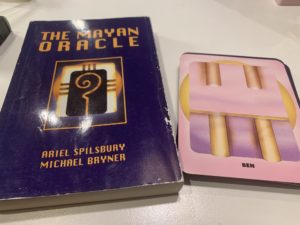 THE MAYAN
ORACLE
ARIEL SPILSBURY
MICHAEL BRYNER
BEN